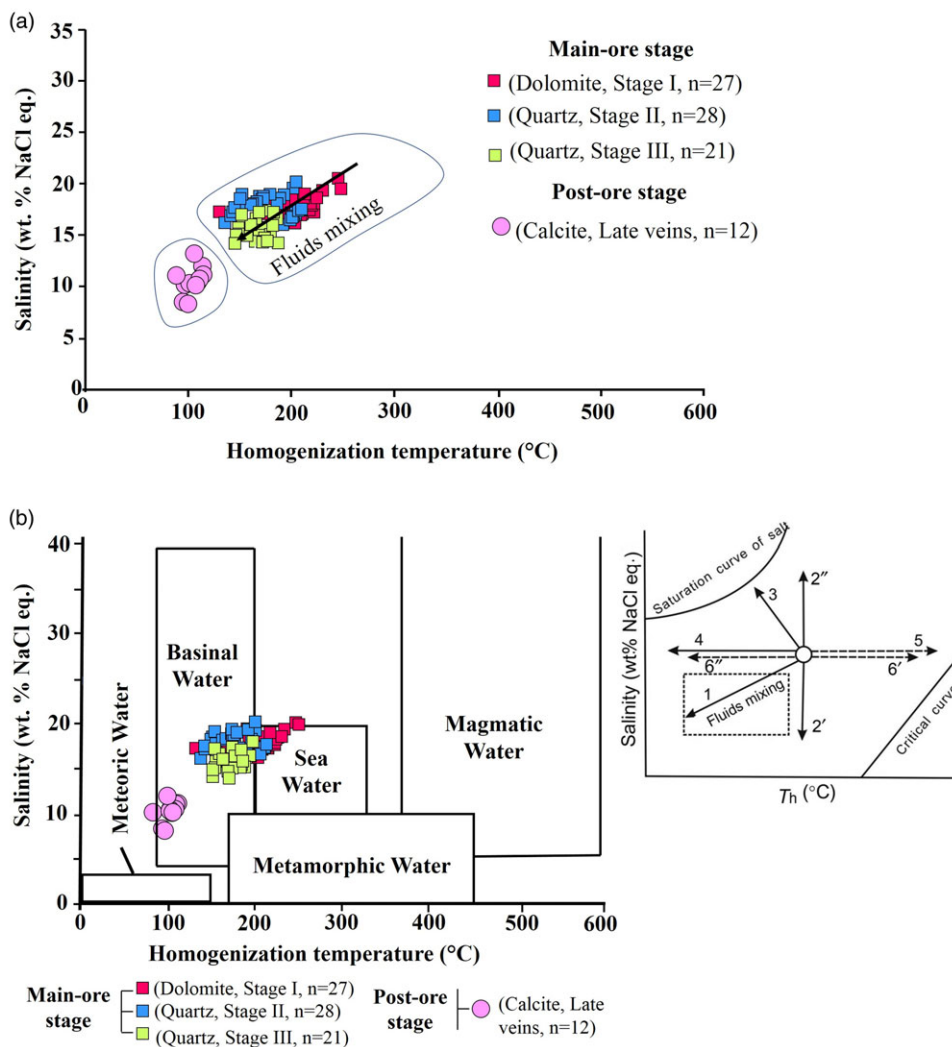 (a)
35
30
25
20
15
10
5
0
Salinity (wt. % NaCl eq.)
0
100
200
300
400
500
600
Homogenization temperature (°C)
Fluids mixing
Main-ore stage
(Dolomite, Stage I, n=27)
(Quartz, Stage II, n=28)
(Quartz, Stage III, n=21)
Post-ore stage
(Calcite, Late veins, n=12)
(b)
40
30
20
10
0
Salinity (wt. % NaCl eq.)
Meteoric Water
Basinal
Water
Sea
Water
Magmatic
Water
Metamorphic Water
0
100
200
300
400
500
600
Homogenization temperature (°C)
Salinity (wt% NaCl eq.)
Saturation curve of salt
3
2″
4
5
6″
6′
1
Fluids mixing
2′
Critical curve
Th (°C)
Main-ore
stage
(Dolomite, Stage I, n=27)
(Quartz, Stage II, n=28)
(Quartz, Stage III, n=21)
Post-ore
stage
(Calcite, Late
veins, n=12)